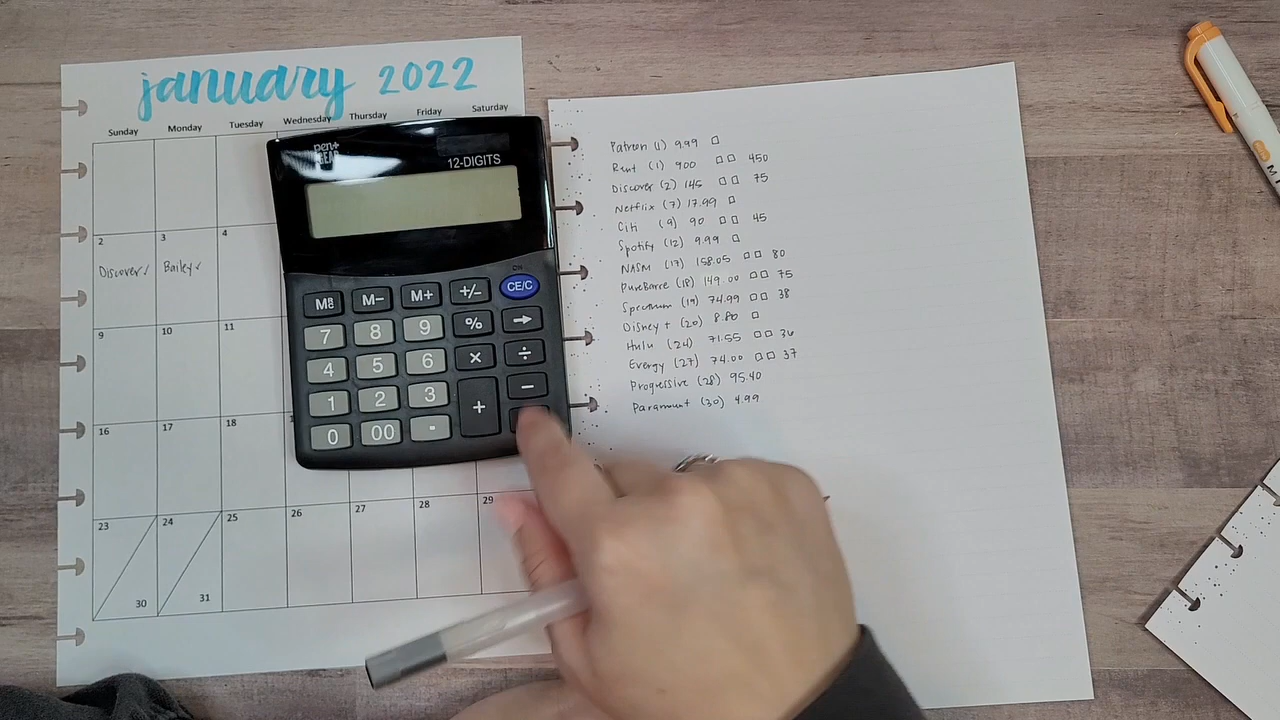 january 2022
Sunday Monday Tuesday Wednesday Thursday Friday Saturday
2 3 4
Discover✓ Bailey✓
9 10 11
16 17 18
23 24 25 26 27 28 29
30 31
pen+
GEAR
12-DIGITS
ON
M- M+ +/- CE/C
7 8 9 % →
4 5 6 × ÷
1 2 3 + −
0 00 ·
Patreon (1) 9.99 □
Rent (1) 900 □□ 450
Discover (2) 145 □□ 75
Netflix (7) 17.99 □
Citi (9) 90 □□ 45
Spotify (12) 9.99 □
NASM (17) 158.05 □□ 80
PureBarre (18) 149.00 □□ 75
Spectrum (19) 74.99 □□ 38
Disney + (20) 8.80 □
Hulu (24) 71.55 □□ 36
Evergy (27) 74.00 □□ 37
Progressive (28) 95.40
Paramount (30) 4.99